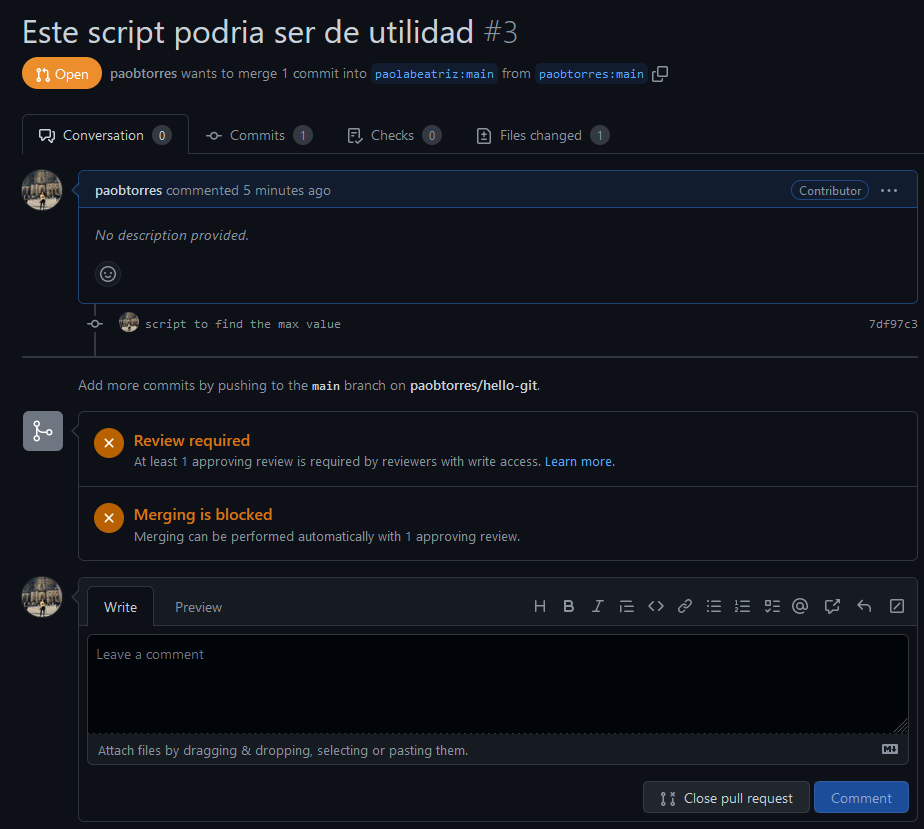 Este script podria ser de utilidad #3
Open paobtorres wants to merge 1 commit into paolabeatriz:main from paobtorres:main
Conversation 0 Commits 1 Checks 0 Files changed 1
paobtorres commented 5 minutes ago Contributor
No description provided.
script to find the max value 7df97c3
Add more commits by pushing to the main branch on paobtorres/hello-git.
Review required
At least 1 approving review is required by reviewers with write access. Learn more.
Merging is blocked
Merging can be performed automatically with 1 approving review.
Write Preview
Leave a comment
Attach files by dragging & dropping, selecting or pasting them.
Close pull request Comment